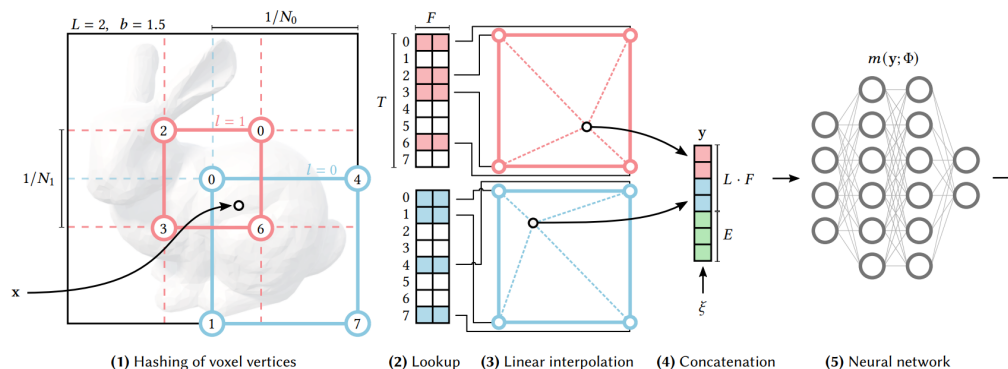 L = 2, b = 1.5
1/N₀
1/N₁
l = 1
l = 0
2
0
0
4
3
6
1
7
x
(1) Hashing of voxel vertices
F
T
0
1
2
3
4
5
6
7
0
1
2
3
4
5
6
7
(2) Lookup
(3) Linear interpolation
y
L · F
E
ξ
(4) Concatenation
m(y; Φ)
(5) Neural network